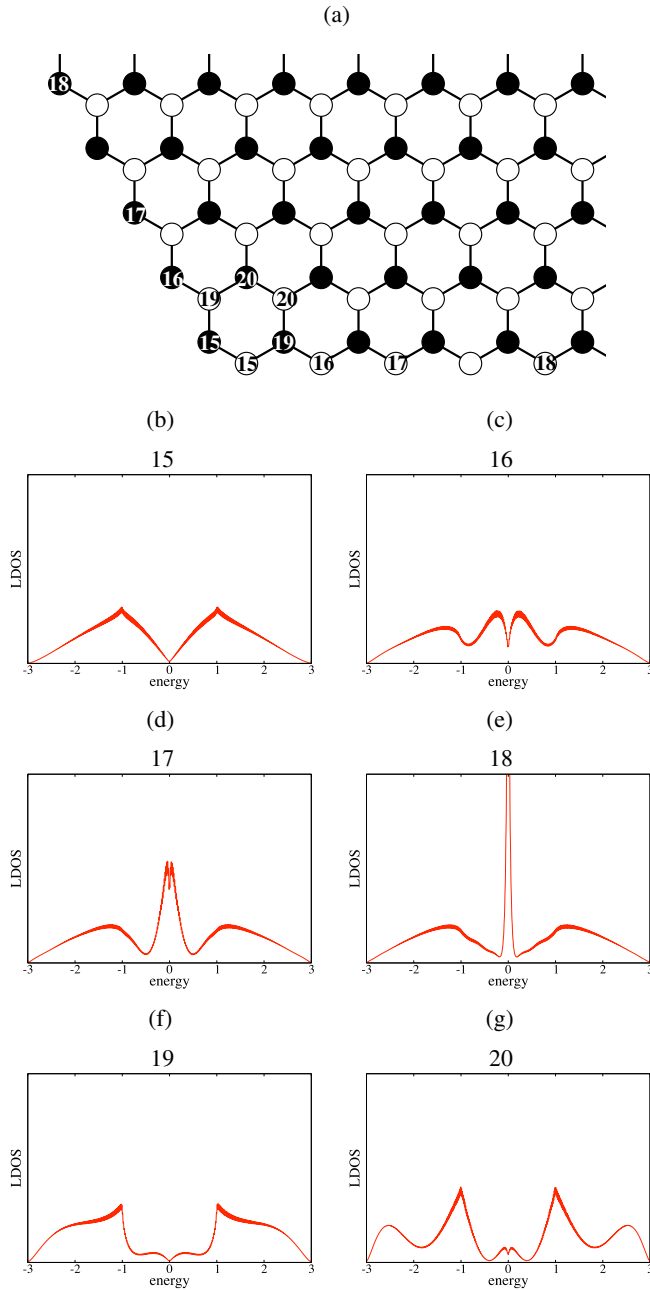 (a)
18
17
16 20
19 20
15 19
15 16 17 18
(b) (c)
15 16
LDOS LDOS
-3 -2 -1 0 1 2 3 -3 -2 -1 0 1 2 3
energy energy
(d) (e)
17 18
LDOS LDOS
-3 -2 -1 0 1 2 3 -3 -2 -1 0 1 2 3
energy energy
(f) (g)
19 20
LDOS LDOS
-3 -2 -1 0 1 2 3 -3 -2 -1 0 1 2 3
energy energy